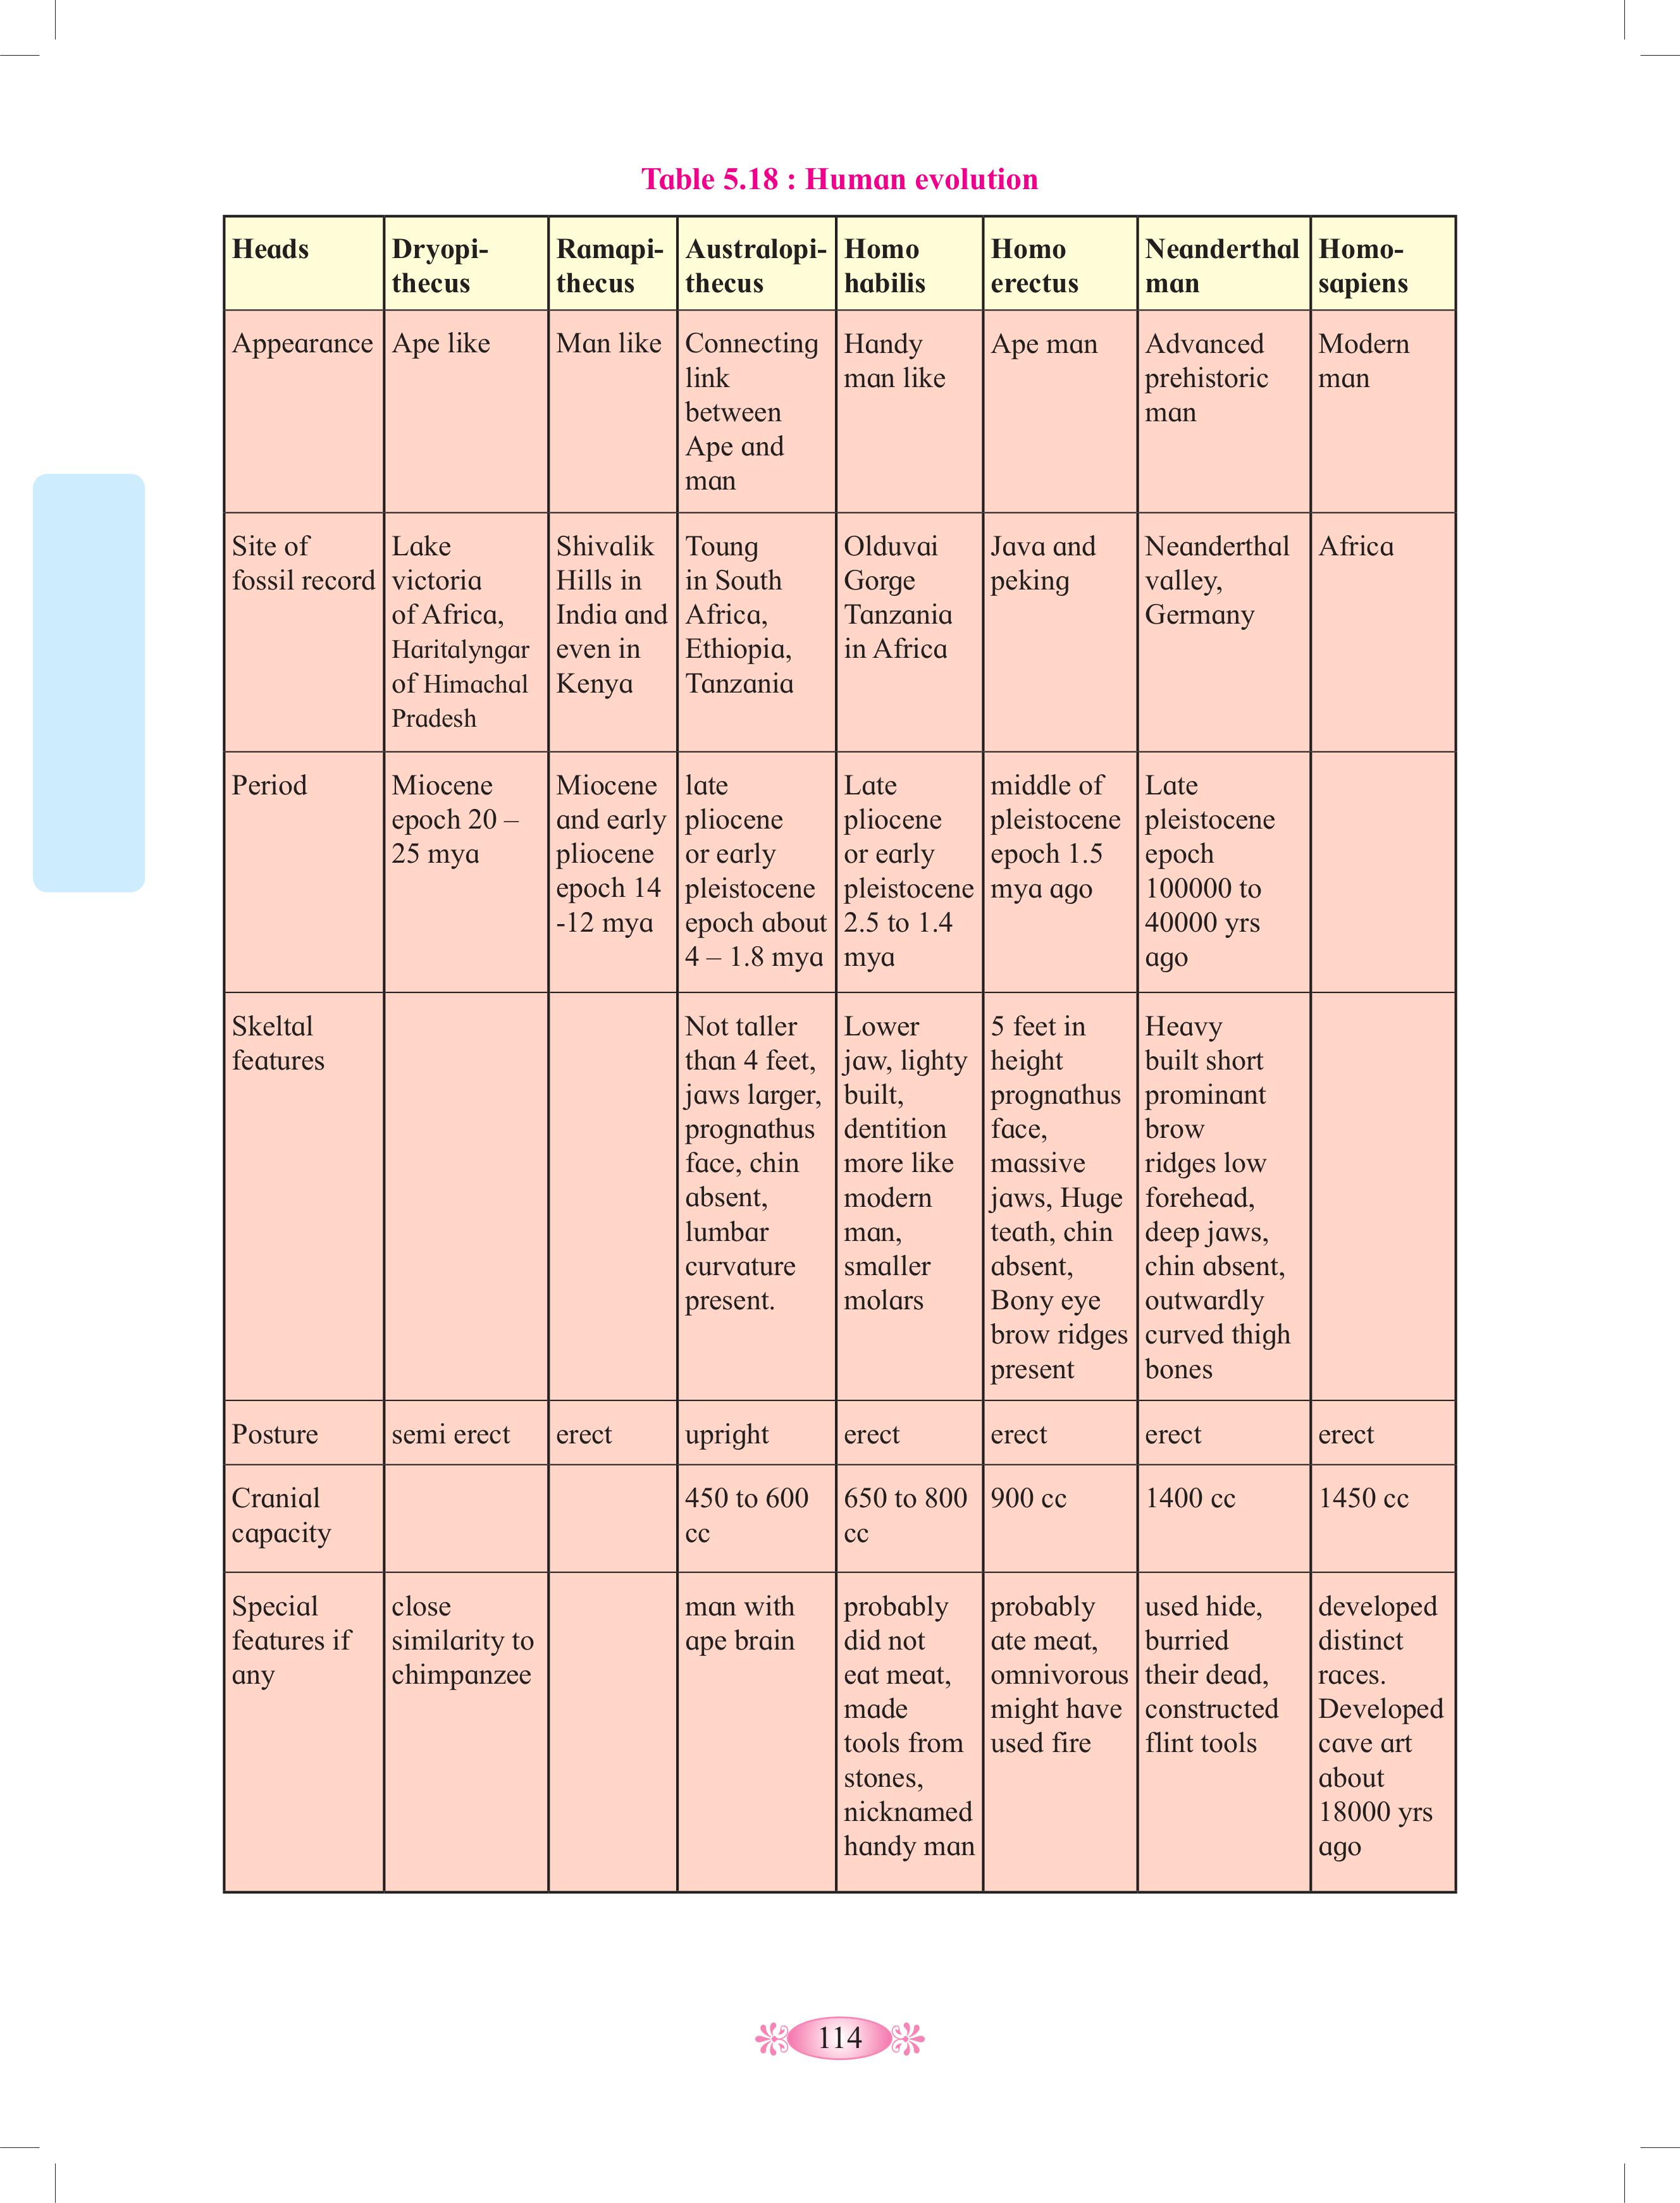 Table 5.18 : Human evolution
Heads
Dryopi-
thecus
Ramapi-
thecus
Australopi-
thecus
Homo
habilis
Homo
erectus
Neanderthal
man
Homo-
sapiens
Appearance
Ape like
Man like
Connecting
link
between
Ape and
man
Handy
man like
Ape man
Advanced
prehistoric
man
Modern
man
Site of
fossil record
Lake
victoria
of Africa,
Haritalyngar
of Himachal
Pradesh
Shivalik
Hills in
India and
even in
Kenya
Toung
in South
Africa,
Ethiopia,
Tanzania
Olduvai
Gorge
Tanzania
in Africa
Java and
peking
Neanderthal
valley,
Germany
Africa
Period
Miocene
epoch 20 –
25 mya
Miocene
and early
pliocene
epoch 14
-12 mya
late
pliocene
or early
pleistocene
epoch about
4 – 1.8 mya
Late
pliocene
or early
pleistocene
2.5 to 1.4
mya
middle of
pleistocene
epoch 1.5
mya ago
Late
pleistocene
epoch
100000 to
40000 yrs
ago
Skeltal
features
Not taller
than 4 feet,
jaws larger,
prognathus
face, chin
absent,
lumbar
curvature
present.
Lower
jaw, lighty
built,
dentition
more like
modern
man,
smaller
molars
5 feet in
height
prognathus
face,
massive
jaws, Huge
teath, chin
absent,
Bony eye
brow ridges
present
Heavy
built short
prominant
brow
ridges low
forehead,
deep jaws,
chin absent,
outwardly
curved thigh
bones
Posture
semi erect
erect
upright
erect
erect
erect
erect
Cranial
capacity
450 to 600
cc
650 to 800
cc
900 cc
1400 cc
1450 cc
Special
features if
any
close
similarity to
chimpanzee
man with
ape brain
probably
did not
eat meat,
made
tools from
stones,
nicknamed
handy man
probably
ate meat,
omnivorous
might have
used fire
used hide,
burried
their dead,
constructed
flint tools
developed
distinct
races.
Developed
cave art
about
18000 yrs
ago
114